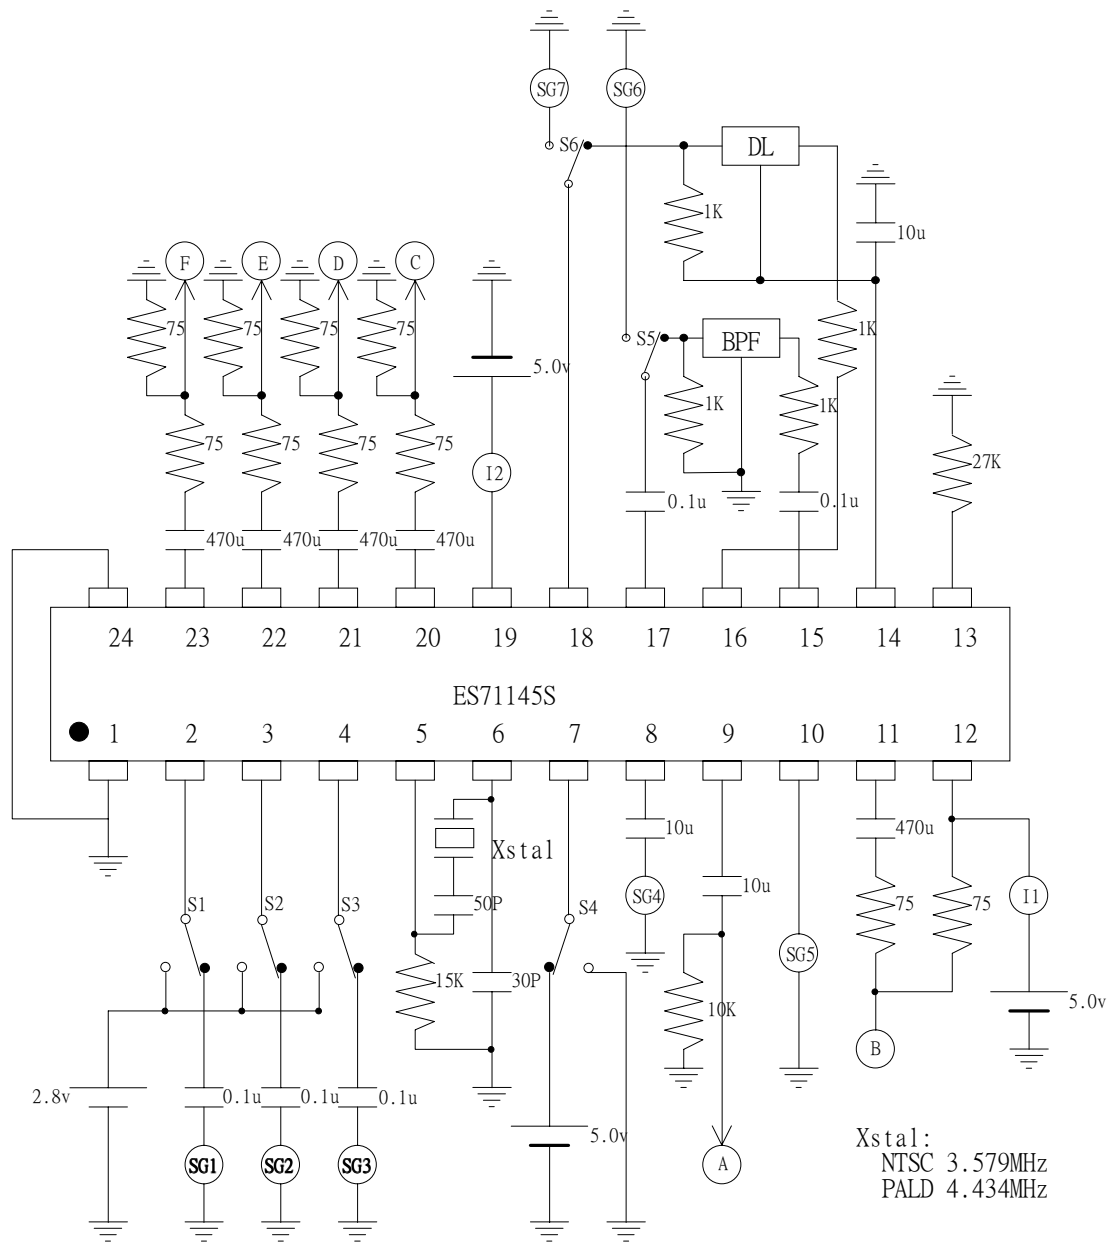 SG7 SG6
S6 DL
1K 10u
F E D C
75 75 75 75
S5 BPF 1K
5.0v
1K 1K
75 75 75 75
I2 27K
0.1u 0.1u
470u 470u 470u 470u
24 23 22 21 20 19 18 17 16 15 14 13
ES71145S
1 2 3 4 5 6 7 8 9 10 11 12
10u 470u
Xstal
10u
S1 S2 S3 50P S4 SG4 75 75 I1
SG5
15K 30P 10K 5.0v
B
2.8v 0.1u 0.1u 0.1u
5.0v
SG1 SG2 SG3 A
Xstal:
NTSC 3.579MHz
PALD 4.434MHz